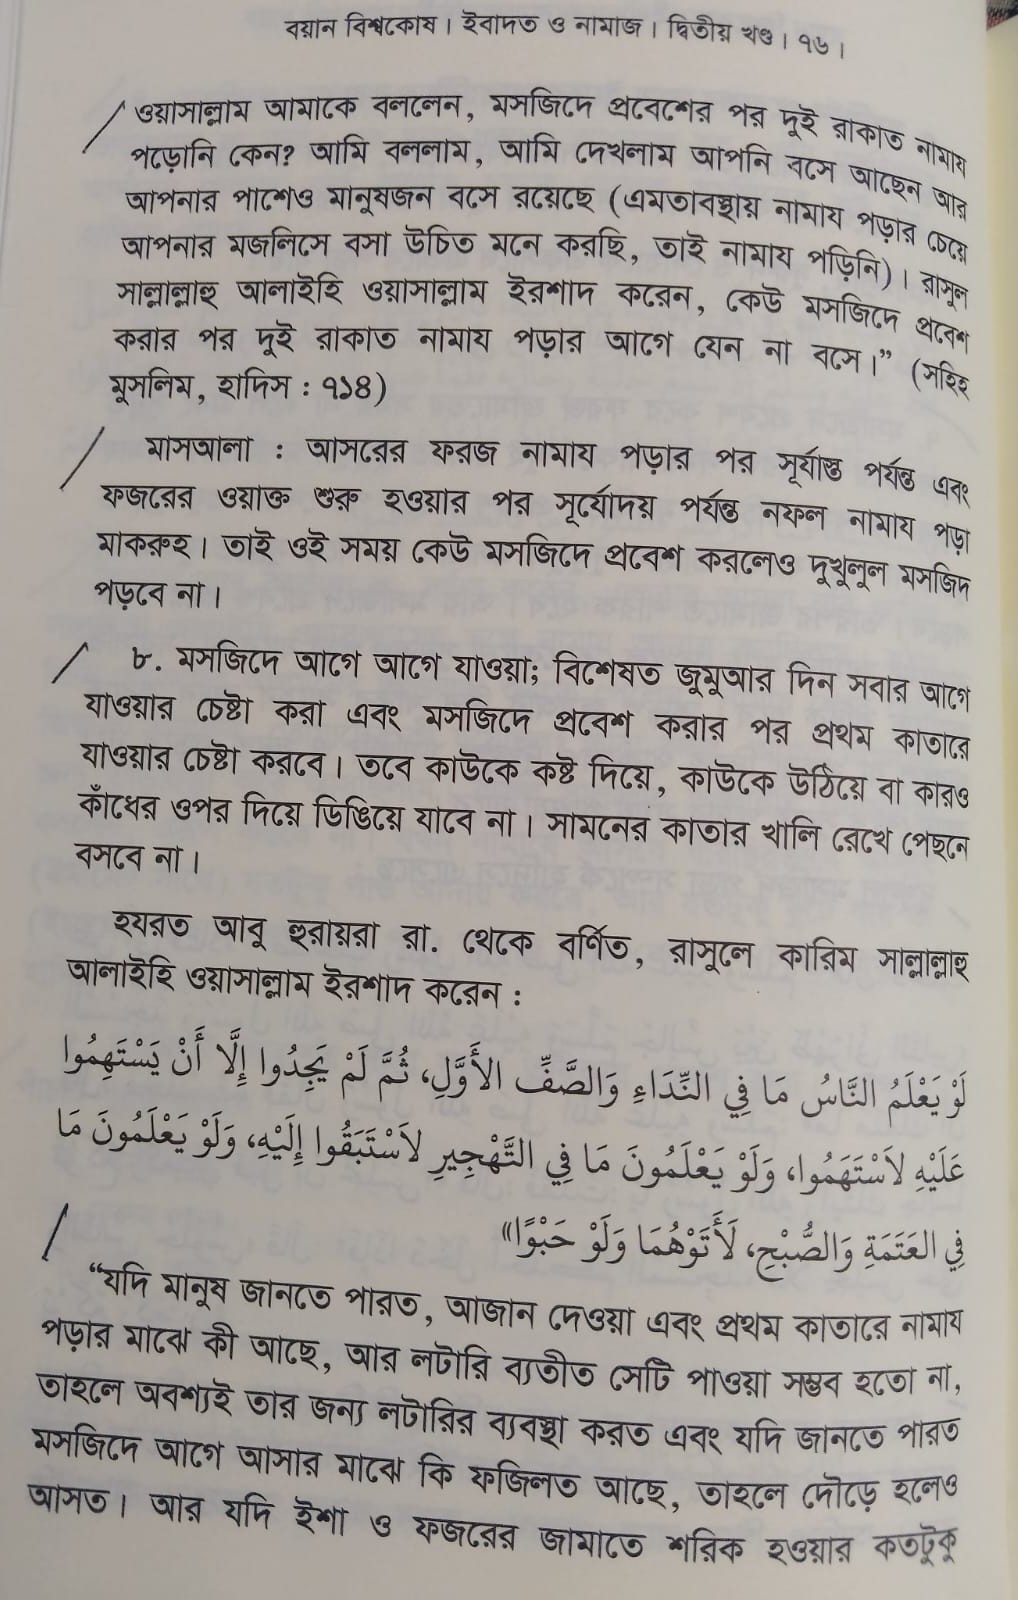 বয়ান বিশ্বকোষ। ইবাদত ও নামাজ। দ্বিতীয় খণ্ড। ৭৬।
ওয়াসাল্লাম আমাকে বললেন, মসজিদে প্রবেশের পর দুই রাকাত নামায
পড়োনি কেন? আমি বললাম, আমি দেখলাম আপনি বসে আছেন আর
আপনার পাশেও মানুষজন বসে রয়েছে (এমতাবস্থায় নামায পড়ার চেয়ে
আপনার মজলিসে বসা উচিত মনে করছি, তাই নামায পড়িনি)। রাসুল
সাল্লাল্লাহু আলাইহি ওয়াসাল্লাম ইরশাদ করেন, কেউ মসজিদে প্রবেশ
করার পর দুই রাকাত নামায পড়ার আগে যেন না বসে।” (সহিহ
মুসলিম, হাদিস : ৭১৪)
মাসআলা : আসরের ফরজ নামায পড়ার পর সূর্যাস্ত পর্যন্ত এবং
ফজরের ওয়াক্ত শুরু হওয়ার পর সূর্যোদয় পর্যন্ত নফল নামায পড়া
মাকরুহ। তাই ওই সময় কেউ মসজিদে প্রবেশ করলেও দুখুলুল মসজিদ
পড়বে না।
৮. মসজিদে আগে আগে যাওয়া; বিশেষত জুমুআর দিন সবার আগে
যাওয়ার চেষ্টা করা এবং মসজিদে প্রবেশ করার পর প্রথম কাতারে
যাওয়ার চেষ্টা করবে। তবে কাউকে কষ্ট দিয়ে, কাউকে উঠিয়ে বা কারও
কাঁধের ওপর দিয়ে ডিঙিয়ে যাবে না। সামনের কাতার খালি রেখে পেছনে
বসবে না।
হযরত আবু হুরায়রা রা. থেকে বর্ণিত, রাসুলে কারিম সাল্লাল্লাহু
আলাইহি ওয়াসাল্লাম ইরশাদ করেন :
لَوْ يَعْلَمُ النَّاسُ مَا فِي النِّدَاءِ وَالصَّفِّ الأَوَّلِ، ثُمَّ لَمْ يَجِدُوا إِلَّا أَنْ يَسْتَهِمُوا
عَلَيْهِ لاَسْتَهَمُوا، وَلَوْ يَعْلَمُونَ مَا فِي التَّهْجِيرِ لاَسْتَبَقُوا إِلَيْهِ، وَلَوْ يَعْلَمُونَ مَا
فِي العَتَمَةِ وَالصُّبْحِ، لَأَتَوْهُمَا وَلَوْ حَبْوًا»
“যদি মানুষ জানতে পারত, আজান দেওয়া এবং প্রথম কাতারে নামায
পড়ার মাঝে কী আছে, আর লটারি ব্যতীত সেটি পাওয়া সম্ভব হতো না,
তাহলে অবশ্যই তার জন্য লটারির ব্যবস্থা করত এবং যদি জানতে পারত
মসজিদে আগে আসার মাঝে কি ফজিলত আছে, তাহলে দৌড়ে হলেও
আসত। আর যদি ইশা ও ফজরের জামাতে শরিক হওয়ার কতটুকু